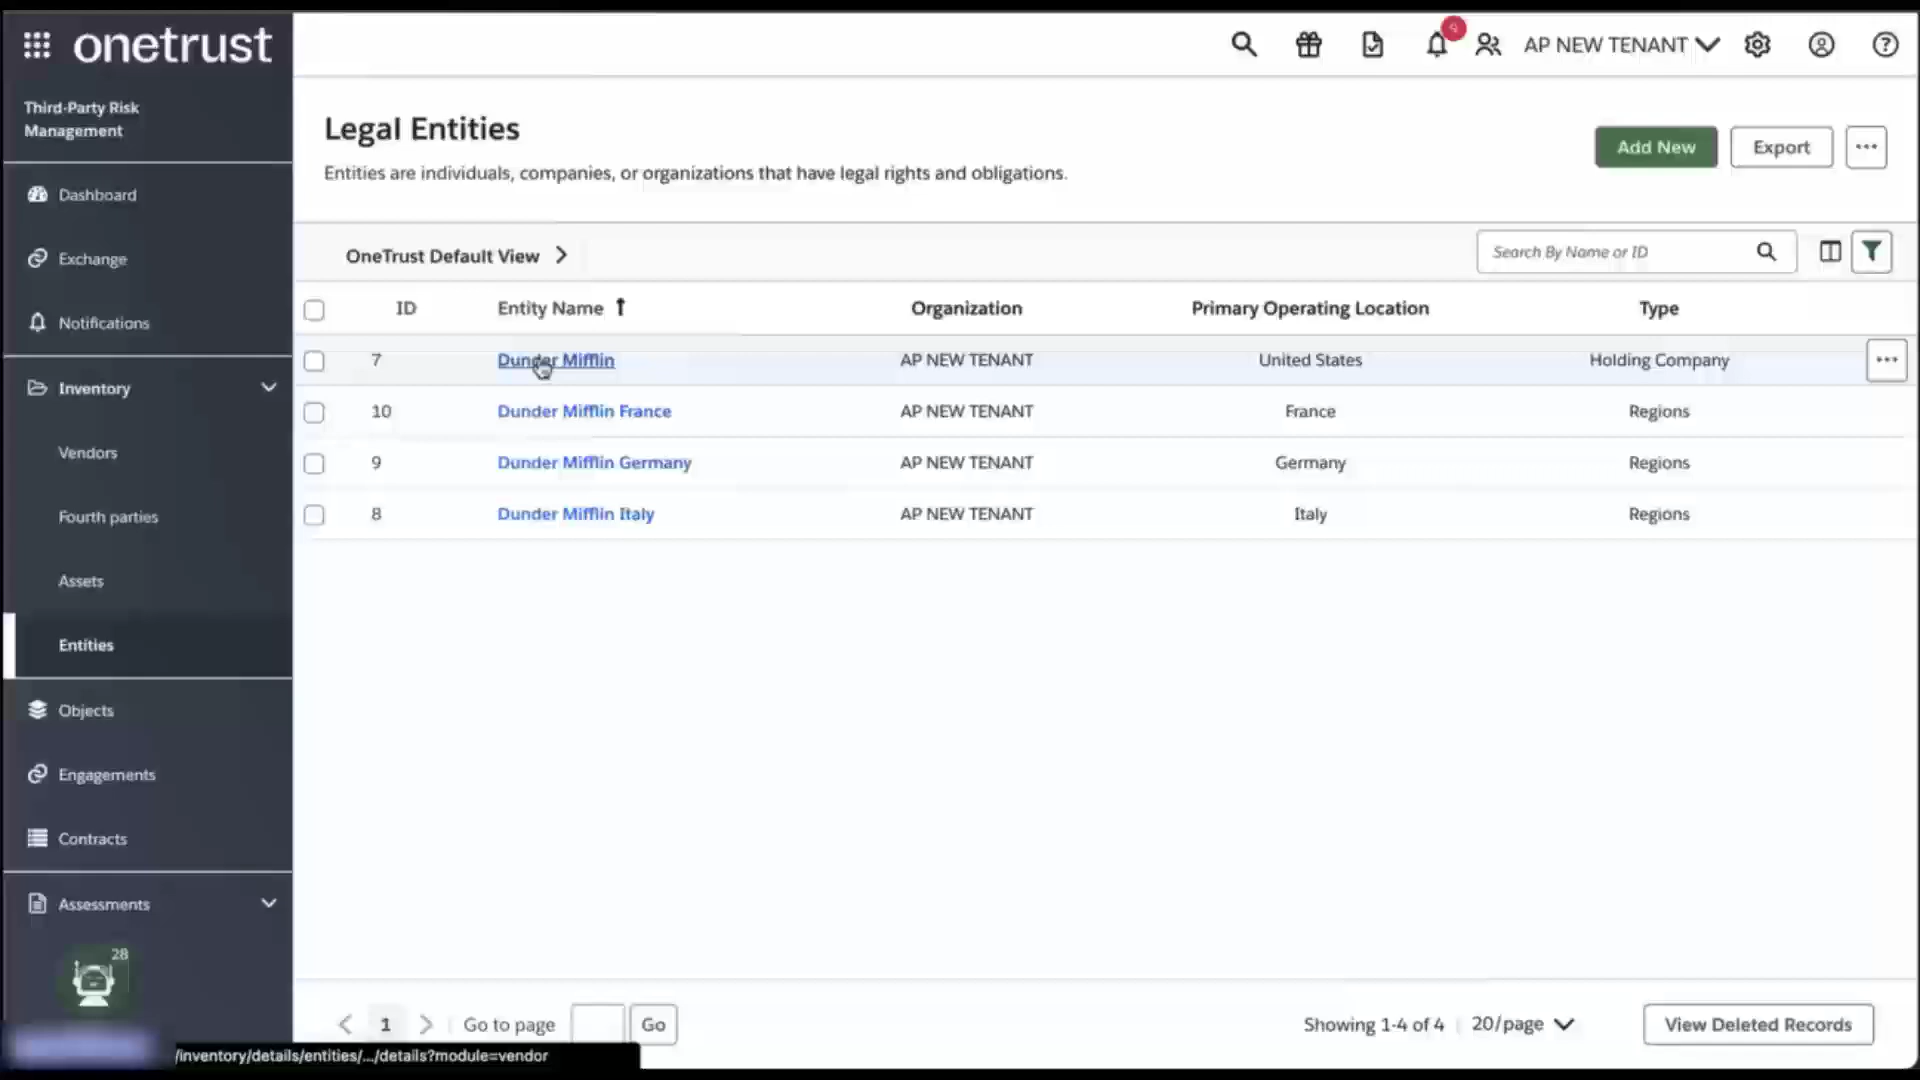 onetrust
AP NEW TENANT
Third-Party Risk
Management
Dashboard
Exchange
Notifications
Inventory
Vendors
Fourth parties
Assets
Entities
Objects
Engagements
Contracts
Assessments
28
Legal Entities
Entities are individuals, companies, or organizations that have legal rights and obligations.
Add New
Export
OneTrust Default View
Search By Name or ID
ID Entity Name Organization Primary Operating Location Type
7 Dunder Mifflin AP NEW TENANT United States Holding Company
10 Dunder Mifflin France AP NEW TENANT France Regions
9 Dunder Mifflin Germany AP NEW TENANT Germany Regions
8 Dunder Mifflin Italy AP NEW TENANT Italy Regions
1 Go to page Go Showing 1-4 of 4 20/page View Deleted Records
/inventory/details/entities/.../details?module=vendor